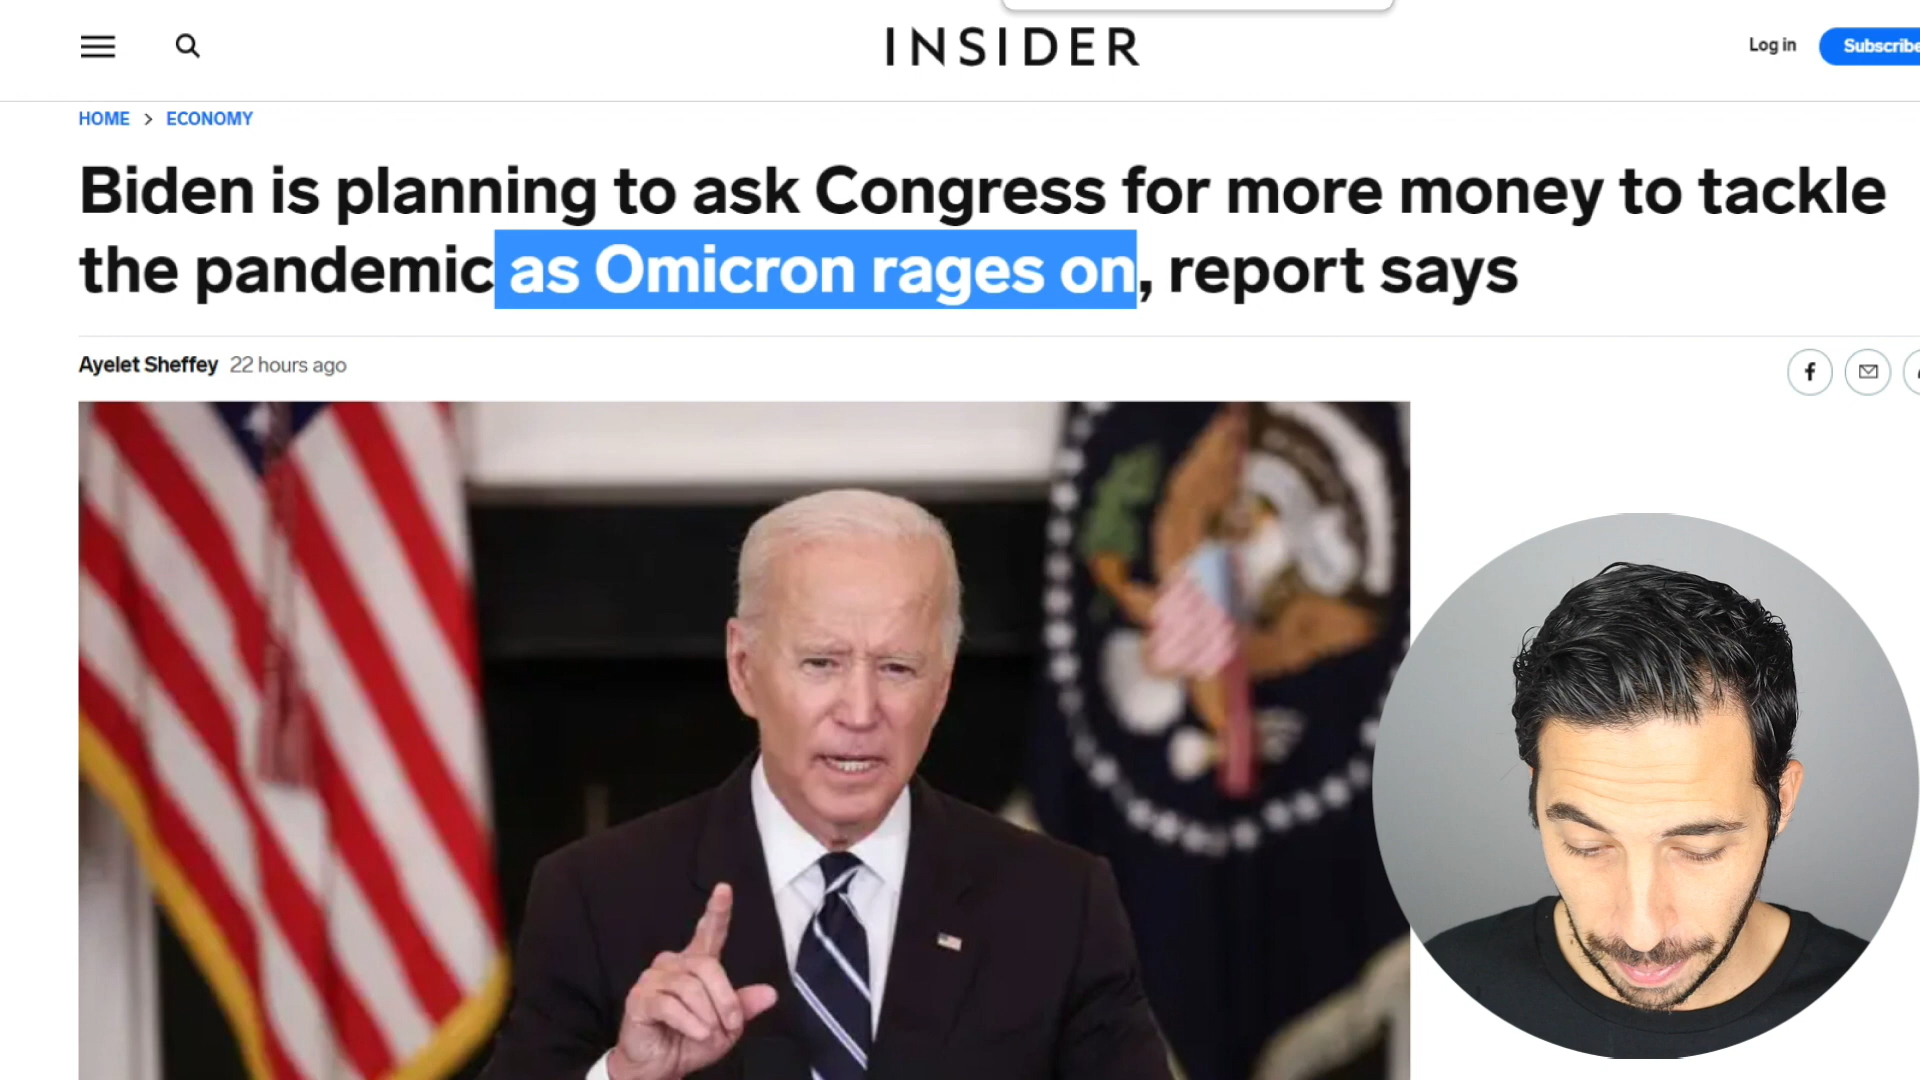 INSIDER
Log in
Subscribe
HOME > ECONOMY
Biden is planning to ask Congress for more money to tackle
the pandemic as Omicron rages on, report says
Ayelet Sheffey 22 hours ago
f